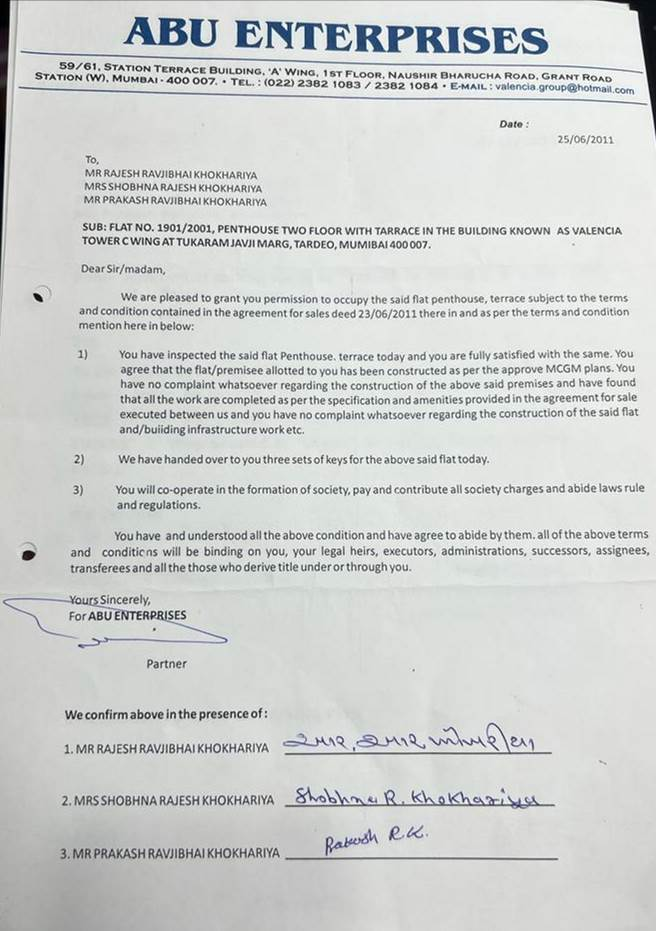 ABU ENTERPRISES
59/61, STATION TERRACE BUILDING, 'A' WING, 1ST FLOOR, NAUSHIR BHARUCHA ROAD, GRANT ROAD
STATION (W), MUMBAI - 400 007. • TEL. : (022) 2382 1083 / 2382 1084 • E-MAIL : valencia.group@hotmail.com
Date :
25/06/2011
To,
MR RAJESH RAVJIBHAI KHOKHARIYA
MRS SHOBHNA RAJESH KHOKHARIYA
MR PRAKASH RAVJIBHAI KHOKHARIYA
SUB: FLAT NO. 1901/2001, PENTHOUSE TWO FLOOR WITH TARRACE IN THE BUILDING KNOWN AS VALENCIA
TOWER C WING AT TUKARAM JAVJI MARG, TARDEO, MUMIBAI 400 007.
Dear Sir/madam,
We are pleased to grant you permission to occupy the said flat penthouse, terrace subject to the terms
and condition contained in the agreement for sales deed 23/06/2011 there in and as per the terms and condition
mention here in below:
1) You have inspected the said flat Penthouse. terrace today and you are fully satisfied with the same. You
agree that the flat/premisee allotted to you has been constructed as per the approve MCGM plans. You
have no complaint whatsoever regarding the construction of the above said premises and have found
that all the work are completed as per the specification and amenities provided in the agreement for sale
executed between us and you have no complaint whatsoever regarding the construction of the said flat
and/buiiding infrastructure work etc.
2) We have handed over to you three sets of keys for the above said flat today.
3) You will co-operate in the formation of society, pay and contribute all society charges and abide laws rule
and regulations.
You have and understood all the above condition and have agree to abide by them. all of the above terms
and conditions will be binding on you, your legal heirs, executors, administrations, successors, assignees,
transferees and all the those who derive title under or through you.
Yours Sincerely,
For ABU ENTERPRISES
Partner
We confirm above in the presence of :
1. MR RAJESH RAVJIBHAI KHOKHARIYA
2. MRS SHOBHNA RAJESH KHOKHARIYA Shobhna R. Khokhariya
3. MR PRAKASH RAVJIBHAI KHOKHARIYA R.K.